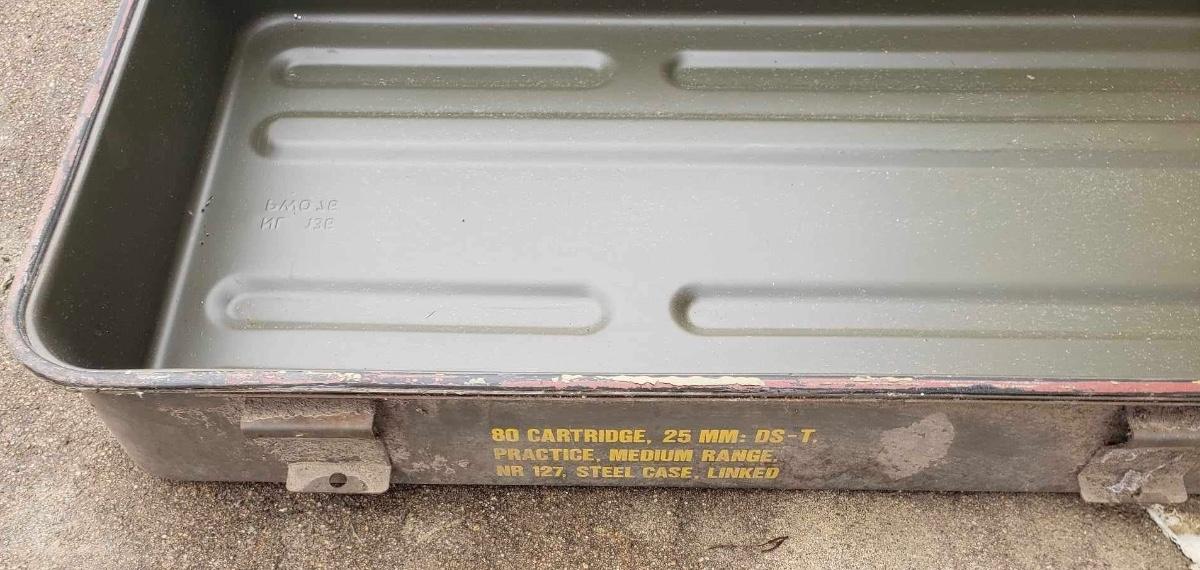 80 CARTRIDGE, 25 MM: DS-T,
PRACTICE, MEDIUM RANGE.
NR 127, STEEL CASE, LINKED